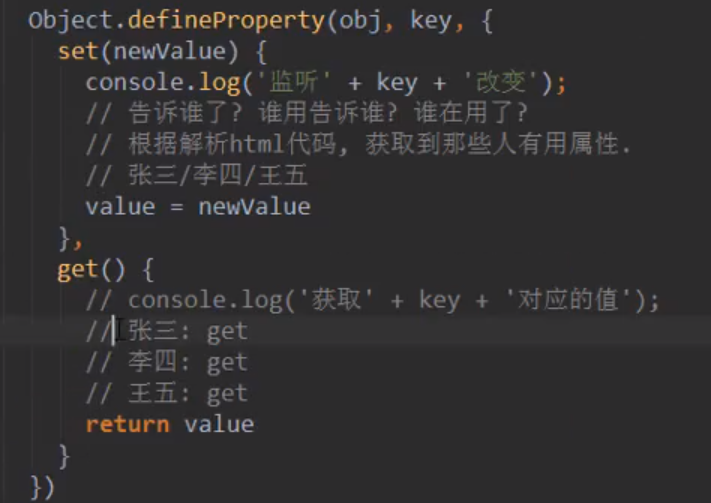 Object.defineProperty(obj, key, {
set(newValue) {
console.log('监听' + key + '改变');
// 告诉谁了? 谁用告诉谁? 谁在用了?
// 根据解析html代码, 获取到那些人有用属性.
// 张三/李四/王五
value = newValue
},
get() {
// console.log('获取' + key + '对应的值');
// 张三: get
// 李四: get
// 王五: get
return value
}
})